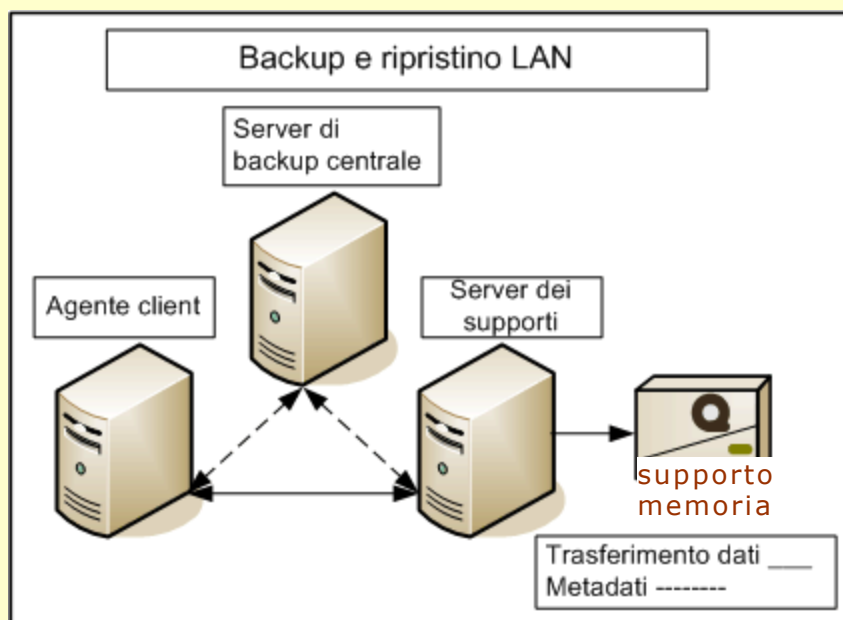 Backup e ripristino LAN
Server di
backup centrale
Agente client
Server dei
supporti
supporto
memoria
Trasferimento dati ___
Metadati --------